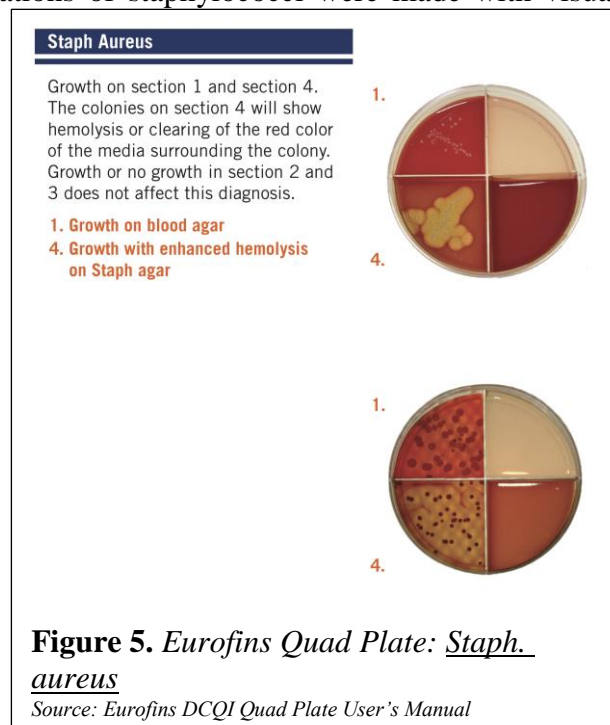 Staph Aureus
Growth on section 1 and section 4.
The colonies on section 4 will show
hemolysis or clearing of the red color
of the media surrounding the colony.
Growth or no growth in section 2 and
3 does not affect this diagnosis.
1. Growth on blood agar
4. Growth with enhanced hemolysis
on Staph agar
1.
4.
1.
4.
Figure 5. Eurofins Quad Plate: Staph.
aureus
Source: Eurofins DCQI Quad Plate User's Manual